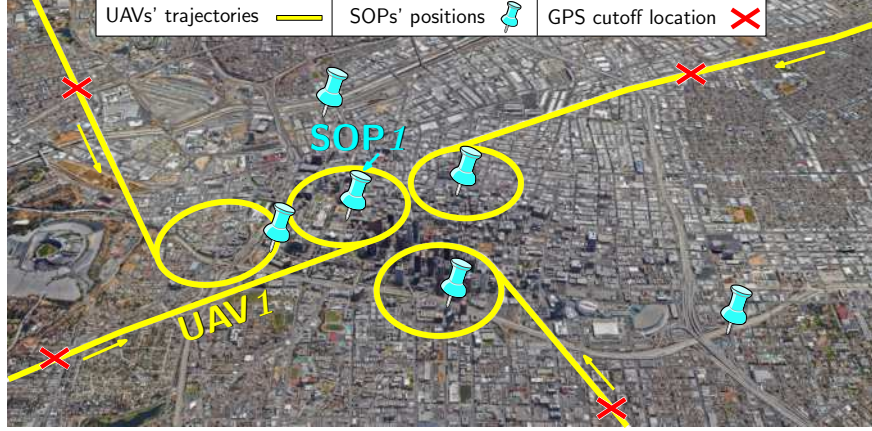 UAVs' trajectories
SOPs' positions
GPS cutoff location
SOP 1
UAV 1